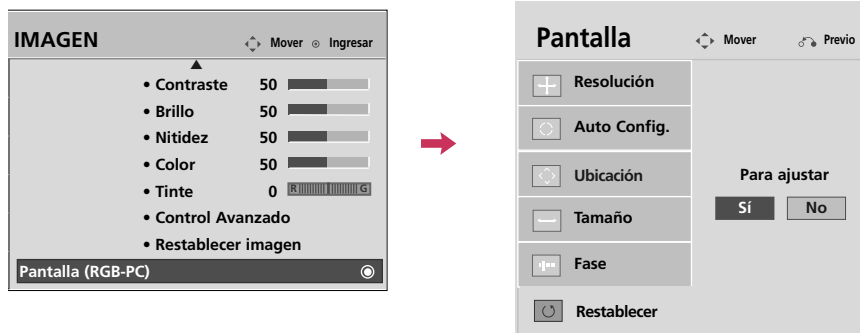 IMAGEN
Mover
Ingresar
• Contraste 50
• Brillo 50
• Nitidez 50
• Color 50
• Tinte 0 R G
• Control Avanzado
• Restablecer imagen
Pantalla (RGB-PC)
Pantalla
Mover
Previo
Resolución
Auto Config.
Ubicación
Tamaño
Fase
Restablecer
Para ajustar
Sí No